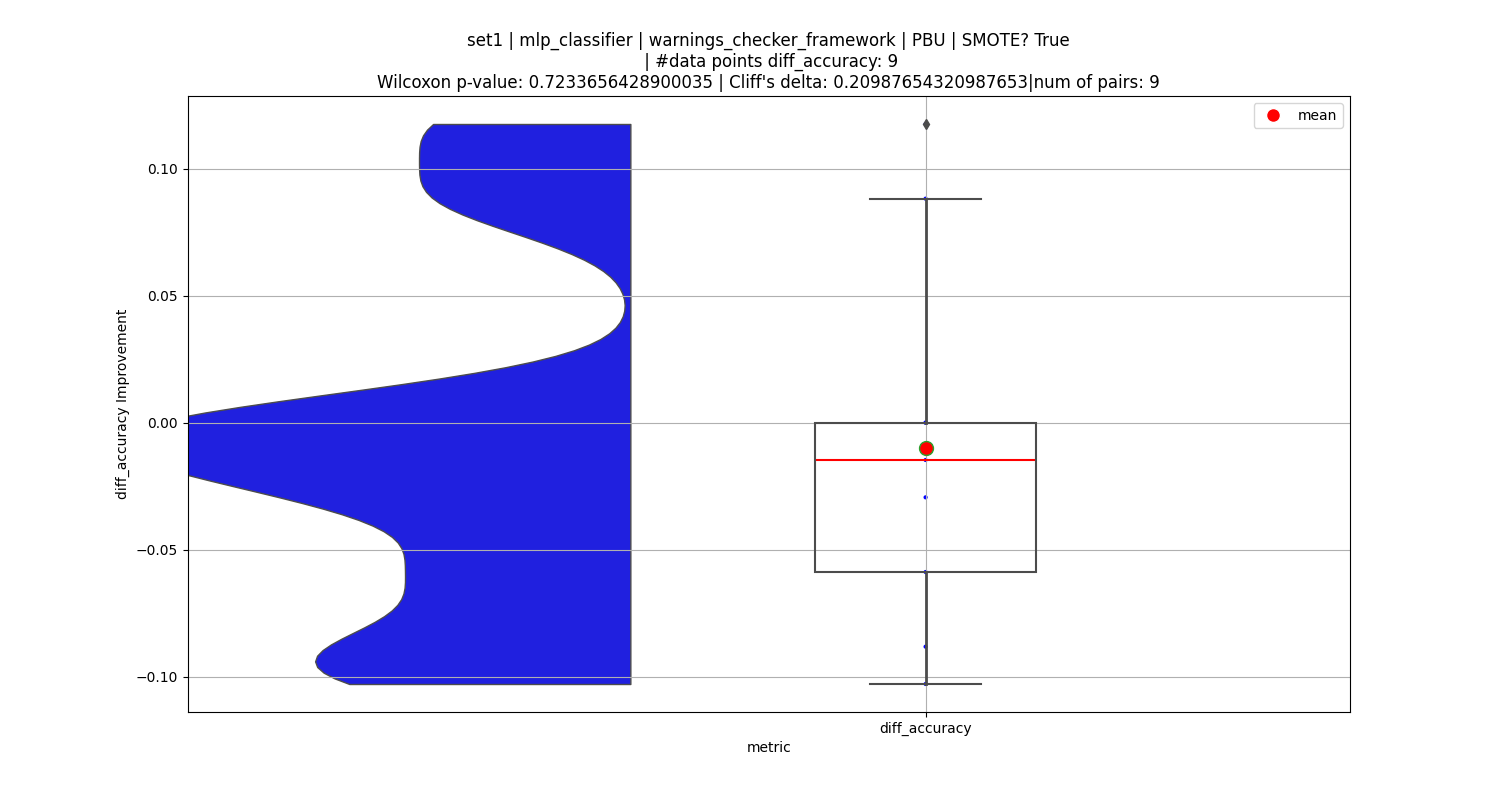 set1 | mlp_classifier | warnings_checker_framework | PBU | SMOTE? True
| #data points diff_accuracy: 9
Wilcoxon p-value: 0.7233656428900035 | Cliff's delta: 0.20987654320987653|num of pairs: 9
mean
0.10
0.05
0.00
−0.05
−0.10
diff_accuracy Improvement
diff_accuracy
metric